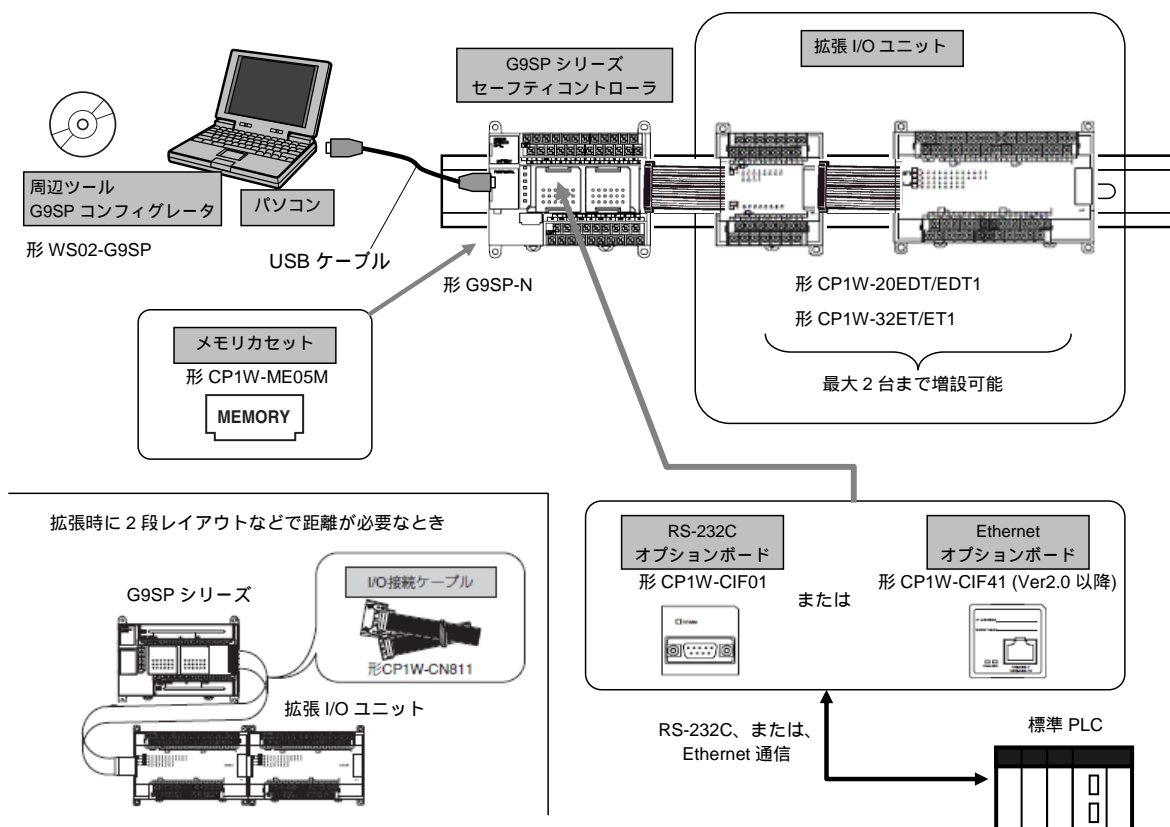 拡張 I/O ユニット
G9SP シリーズ
セーフティコントローラ
周辺ツール
G9SP コンフィグレータ
パソコン
形 WS02-G9SP
USB ケーブル
形 G9SP-N
形 CP1W-20EDT/EDT1
形 CP1W-32ET/ET1
最大 2 台まで増設可能
メモリカセット
形 CP1W-ME05M
MEMORY
拡張時に 2 段レイアウトなどで距離が必要なとき
I/O接続ケーブル
形CP1W-CN811
G9SP シリーズ
拡張 I/O ユニット
RS-232C
オプションボード
形 CP1W-CIF01
または
Ethernet
オプションボード
形 CP1W-CIF41 (Ver2.0 以降)
COMM
RS-232C、または、
Ethernet 通信
標準 PLC